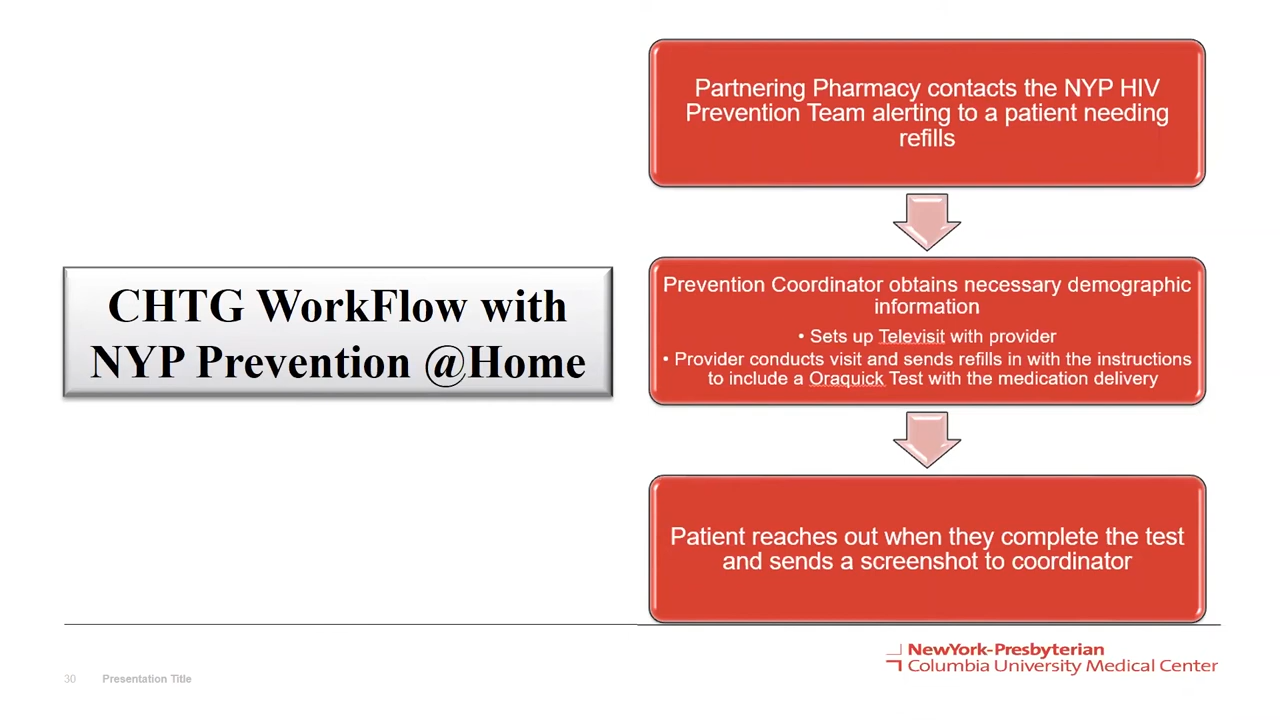 CHTG WorkFlow with
NYP Prevention @Home
Partnering Pharmacy contacts the NYP HIV
Prevention Team alerting to a patient needing
refills
Prevention Coordinator obtains necessary demographic
information
• Sets up Televisit with provider
• Provider conducts visit and sends refills in with the instructions
to include a Oraquick Test with the medication delivery
Patient reaches out when they complete the test
and sends a screenshot to coordinator
30 Presentation Title
NewYork-Presbyterian
Columbia University Medical Center